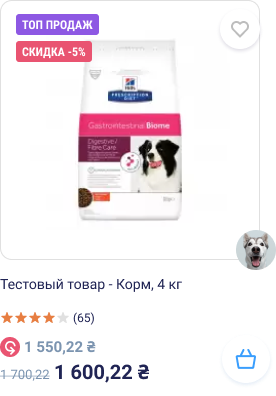 ТОП ПРОДАЖ
СКИДКА -5%
Hill's
PRESCRIPTION DIET
Gastrointestinal Biome
Digestive/
Fibre Care
Тестовый товар - Корм, 4 кг
(65)
1 550,22 ₴
1 700,22 1 600,22 ₴